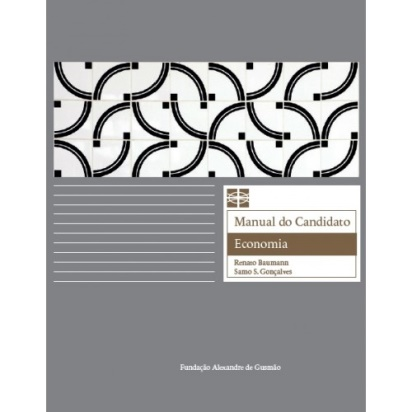 Manual do Candidato
Economia
Renato Baumann
Samo S. Gonçalves
Fundação Alexandre de Gusmão